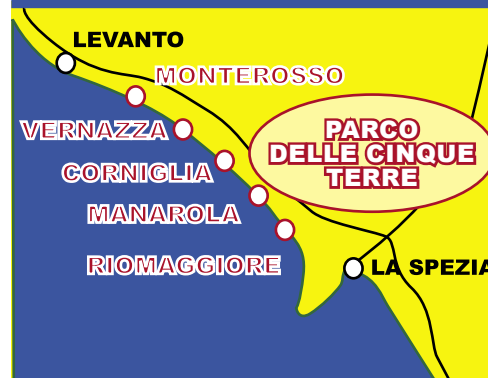 LEVANTO
MONTEROSSO
VERNAZZA
PARCO
DELLE CINQUE
TERRE
CORNIGLIA
MANAROLA
RIOMAGGIORE
LA SPEZIA